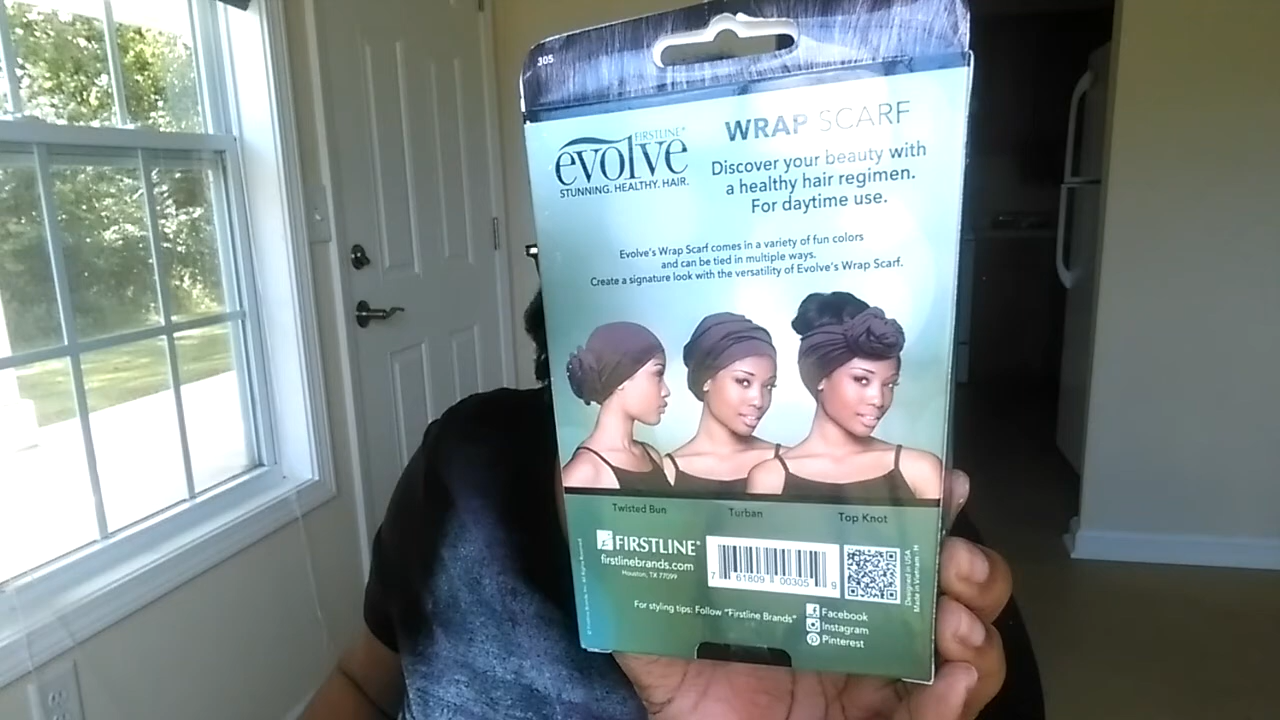 305
FIRSTLINE®
evolve
STUNNING. HEALTHY. HAIR.
WRAP SCARF
Discover your beauty with
a healthy hair regimen.
For daytime use.
Evolve's Wrap Scarf comes in a variety of fun colors
and can be tied in multiple ways.
Create a signature look with the versatility of Evolve's Wrap Scarf.
Twisted Bun
Turban
Top Knot
FIRSTLINE®
firstlinebrands.com
Houston, TX 77099
7 61809 00305 9
Designed in USA
Made in Vietnam - H
For styling tips: Follow "Firstline Brands"
Facebook
Instagram
Pinterest